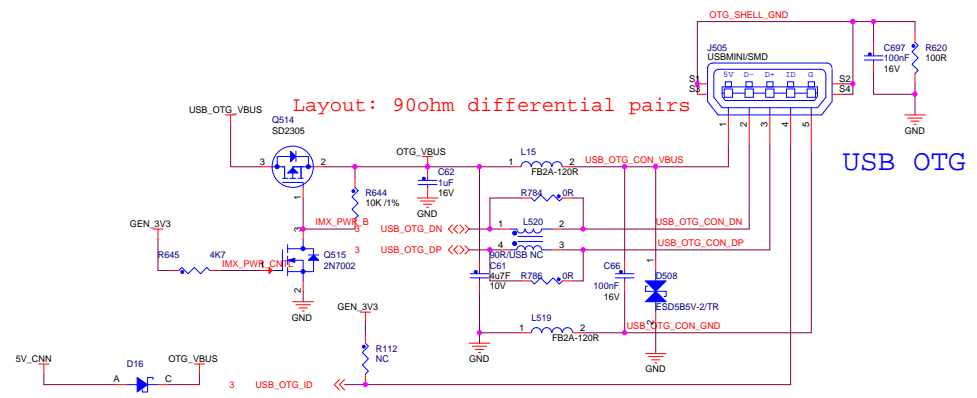 OTG_SHELL_GND
J505
USBMINI/SMD
C697
100nF
16V
R620
100R
5V D- D+ ID G
S1
S3
S2
S4
1 2 3 4 5
GND
USB OTG
Layout: 90ohm differential pairs
USB_OTG_VBUS
Q514
SD2305
3
2
1
OTG_VBUS
C62
1uF
16V
GND
L15
1 2
FB2A-120R
USB_OTG_CON_VBUS
R644
10K /1%
R784 0R
GEN_3V3
IMX_PWR_B
3 USB_OTG_DN
1 L520 2
USB_OTG_CON_DN
3 USB_OTG_DP
4 3
USB_OTG_CON_DP
90R/USB NC
R645 4K7
IMX_PWR_CNTL
1
3
2
Q515
2N7002
GND
C61
4u7F
10V
R786 0R
C66
100nF
16V
1
D508
ESD5B5V-2/TR
2
GEN_3V3
L519
1 2
FB2A-120R
USB_OTG_CON_GND
GND
GND
R112
NC
5V_CNN
D16
A C
OTG_VBUS
3 USB_OTG_ID